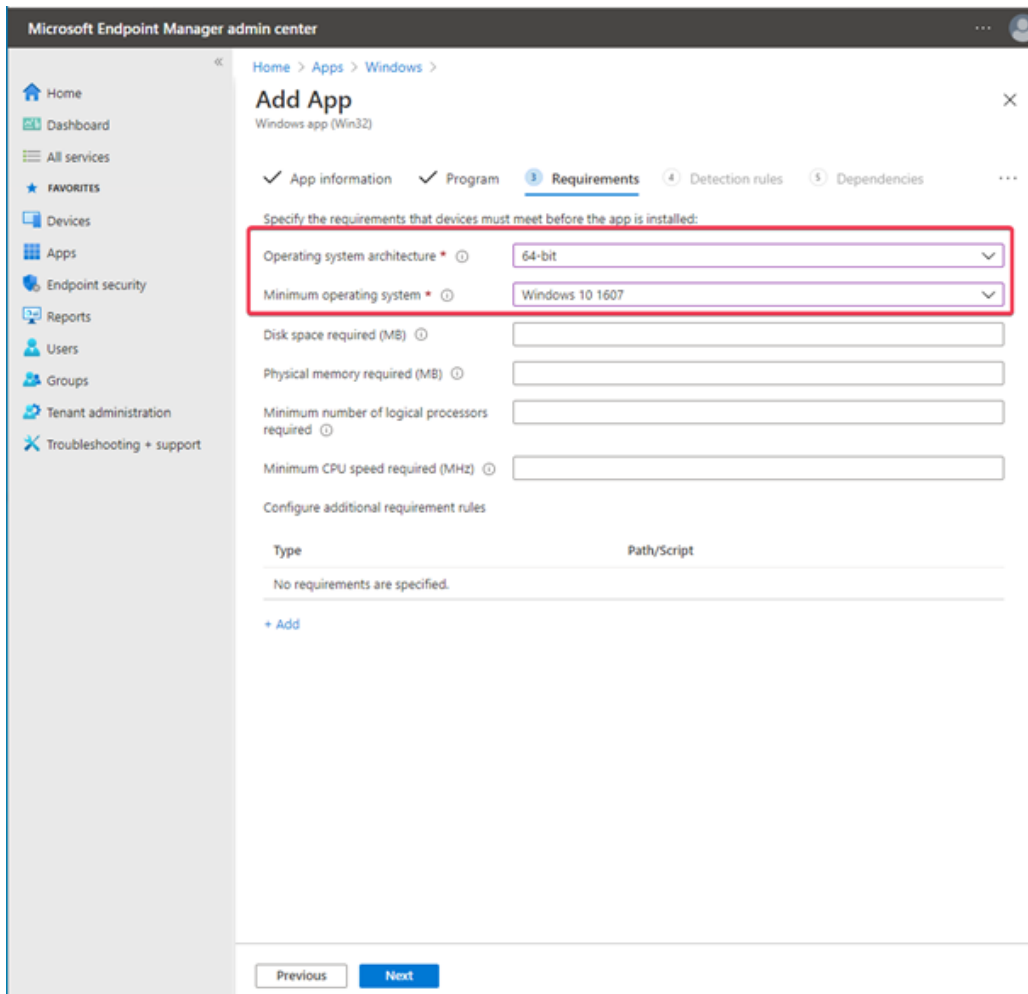 Microsoft Endpoint Manager admin center
Home
Dashboard
All services
FAVORITES
Devices
Apps
Endpoint security
Reports
Users
Groups
Tenant administration
Troubleshooting + support
Home > Apps > Windows >
Add App
Windows app (Win32)
App information Program 3 Requirements 4 Detection rules 5 Dependencies ...
Specify the requirements that devices must meet before the app is installed:
Operating system architecture * 64-bit
Minimum operating system * Windows 10 1607
Disk space required (MB)
Physical memory required (MB)
Minimum number of logical processors
required
Minimum CPU speed required (MHz)
Configure additional requirement rules
Type Path/Script
No requirements are specified.
+ Add
Previous Next